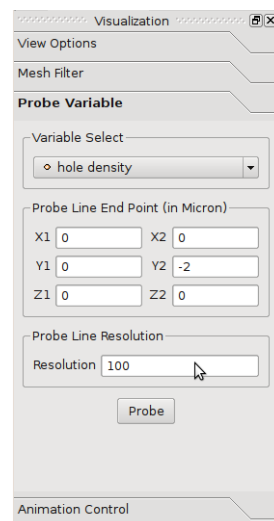 Visualization
View Options
Mesh Filter
Probe Variable
Variable Select
hole density
Probe Line End Point (in Micron)
X1 0 X2 0
Y1 0 Y2 -2
Z1 0 Z2 0
Probe Line Resolution
Resolution 100
Probe
Animation Control